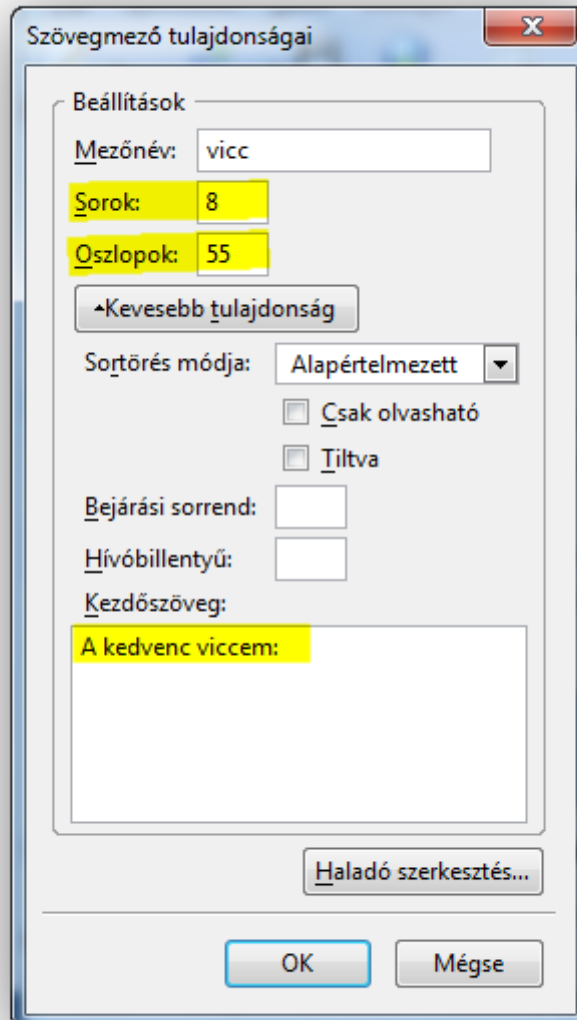 Szövegmező tulajdonságai
Beállítások
Mezőnév: vicc
Sorok: 8
Oszlopok: 55
Kevesebb tulajdonság
Sortörés módja: Alapértelmezett
Csak olvasható
Tiltva
Bejárási sorrend:
Hívóbillentyű:
Kezdőszöveg:
A kedvenc viccem:
Haladó szerkesztés...
OK Mégse